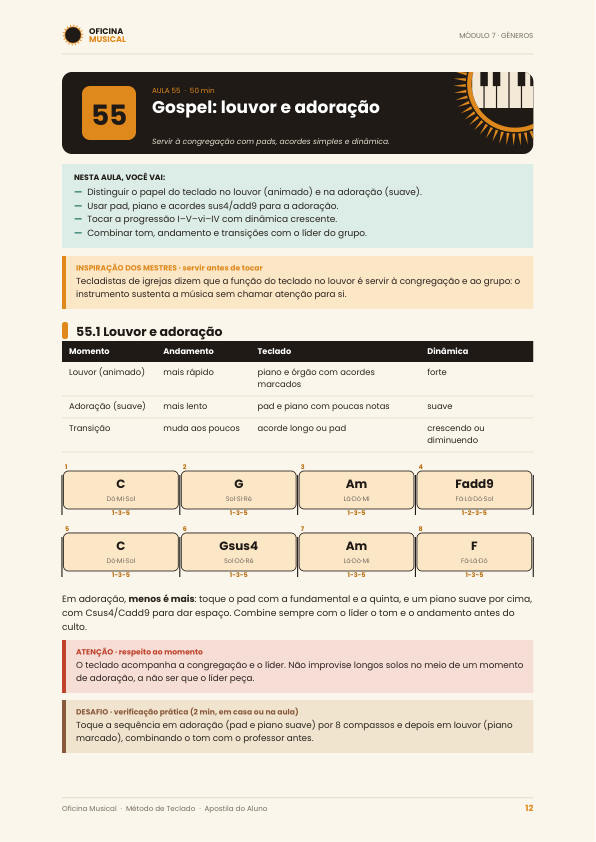 OFICINA
MUSICAL
MÓDULO 7 · GÊNEROS
55
AULA 55 · 50 min
Gospel: louvor e adoração
Servir à congregação com pads, acordes simples e dinâmica.
NESTA AULA, VOCÊ VAI:
— Distinguir o papel do teclado no louvor (animado) e na adoração (suave).
— Usar pad, piano e acordes sus4/add9 para a adoração.
— Tocar a progressão I–V–vi–IV com dinâmica crescente.
— Combinar tom, andamento e transições com o líder do grupo.
INSPIRAÇÃO DOS MESTRES · servir antes de tocar
Tecladistas de igrejas dizem que a função do teclado no louvor é servir à congregação e ao grupo: o
instrumento sustenta a música sem chamar atenção para si.
55.1 Louvor e adoração
Momento Andamento Teclado Dinâmica
Louvor (animado) mais rápido piano e órgão com acordes marcados forte
Adoração (suave) mais lento pad e piano com poucas notas suave
Transição muda aos poucos acorde longo ou pad crescendo ou diminuendo
1 2 3 4
C G Am Fadd9
Dó·Mi·Sol Sol·Si·Ré Lá·Dó·Mi Fá·Lá·Dó·Sol
1-3-5 1-3-5 1-3-5 1-2-3-5
5 6 7 8
C Gsus4 Am F
Dó·Mi·Sol Sol·Dó·Ré Lá·Dó·Mi Fá·Lá·Dó
1-3-5 1-3-5 1-3-5 1-3-5
Em adoração, menos é mais: toque o pad com a fundamental e a quinta, e um piano suave por cima,
com Csus4/Cadd9 para dar espaço. Combine sempre com o líder o tom e o andamento antes do
culto.
ATENÇÃO · respeito ao momento
O teclado acompanha a congregação e o líder. Não improvise longos solos no meio de um momento
de adoração, a não ser que o líder peça.
DESAFIO · verificação prática (2 min, em casa ou na aula)
Toque a sequência em adoração (pad e piano suave) por 8 compassos e depois em louvor (piano
marcado), combinando o tom com o professor antes.
Oficina Musical · Método de Teclado · Apostila do Aluno
12